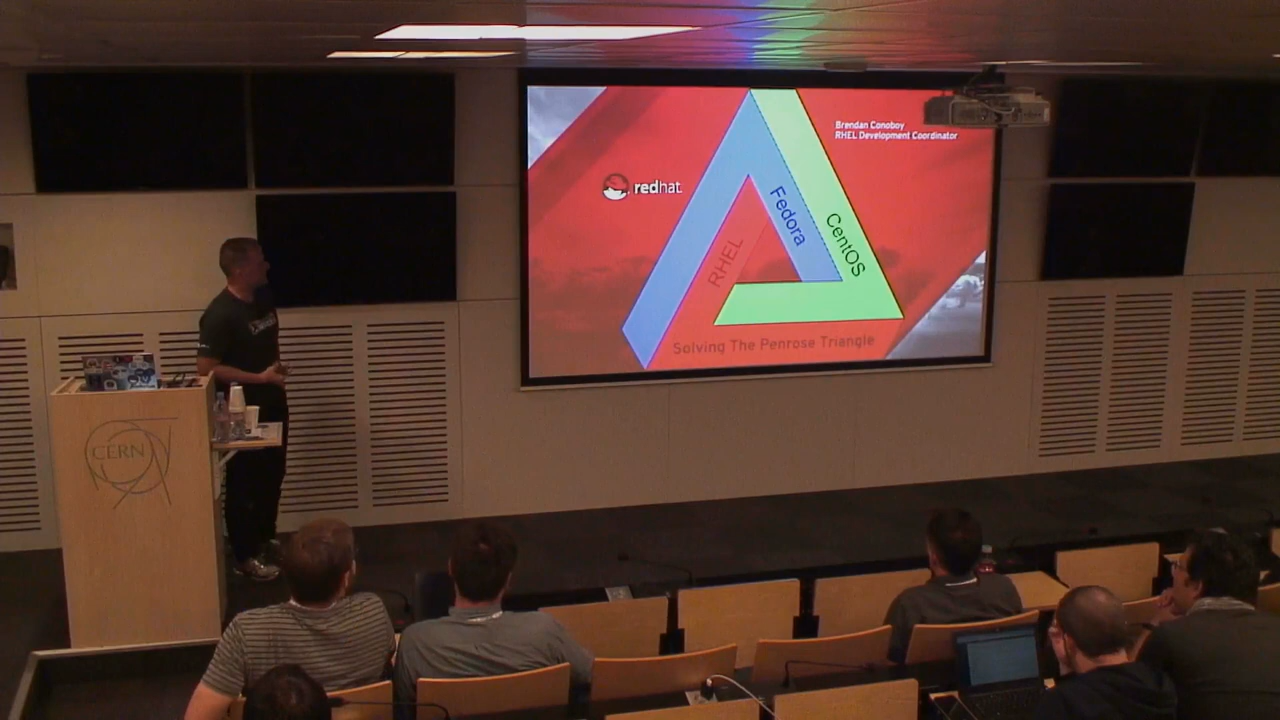 Brendan Conoboy
RHEL Development Coordinator
redhat
Fedora
CentOS
RHEL
Solving The Penrose Triangle
CERN